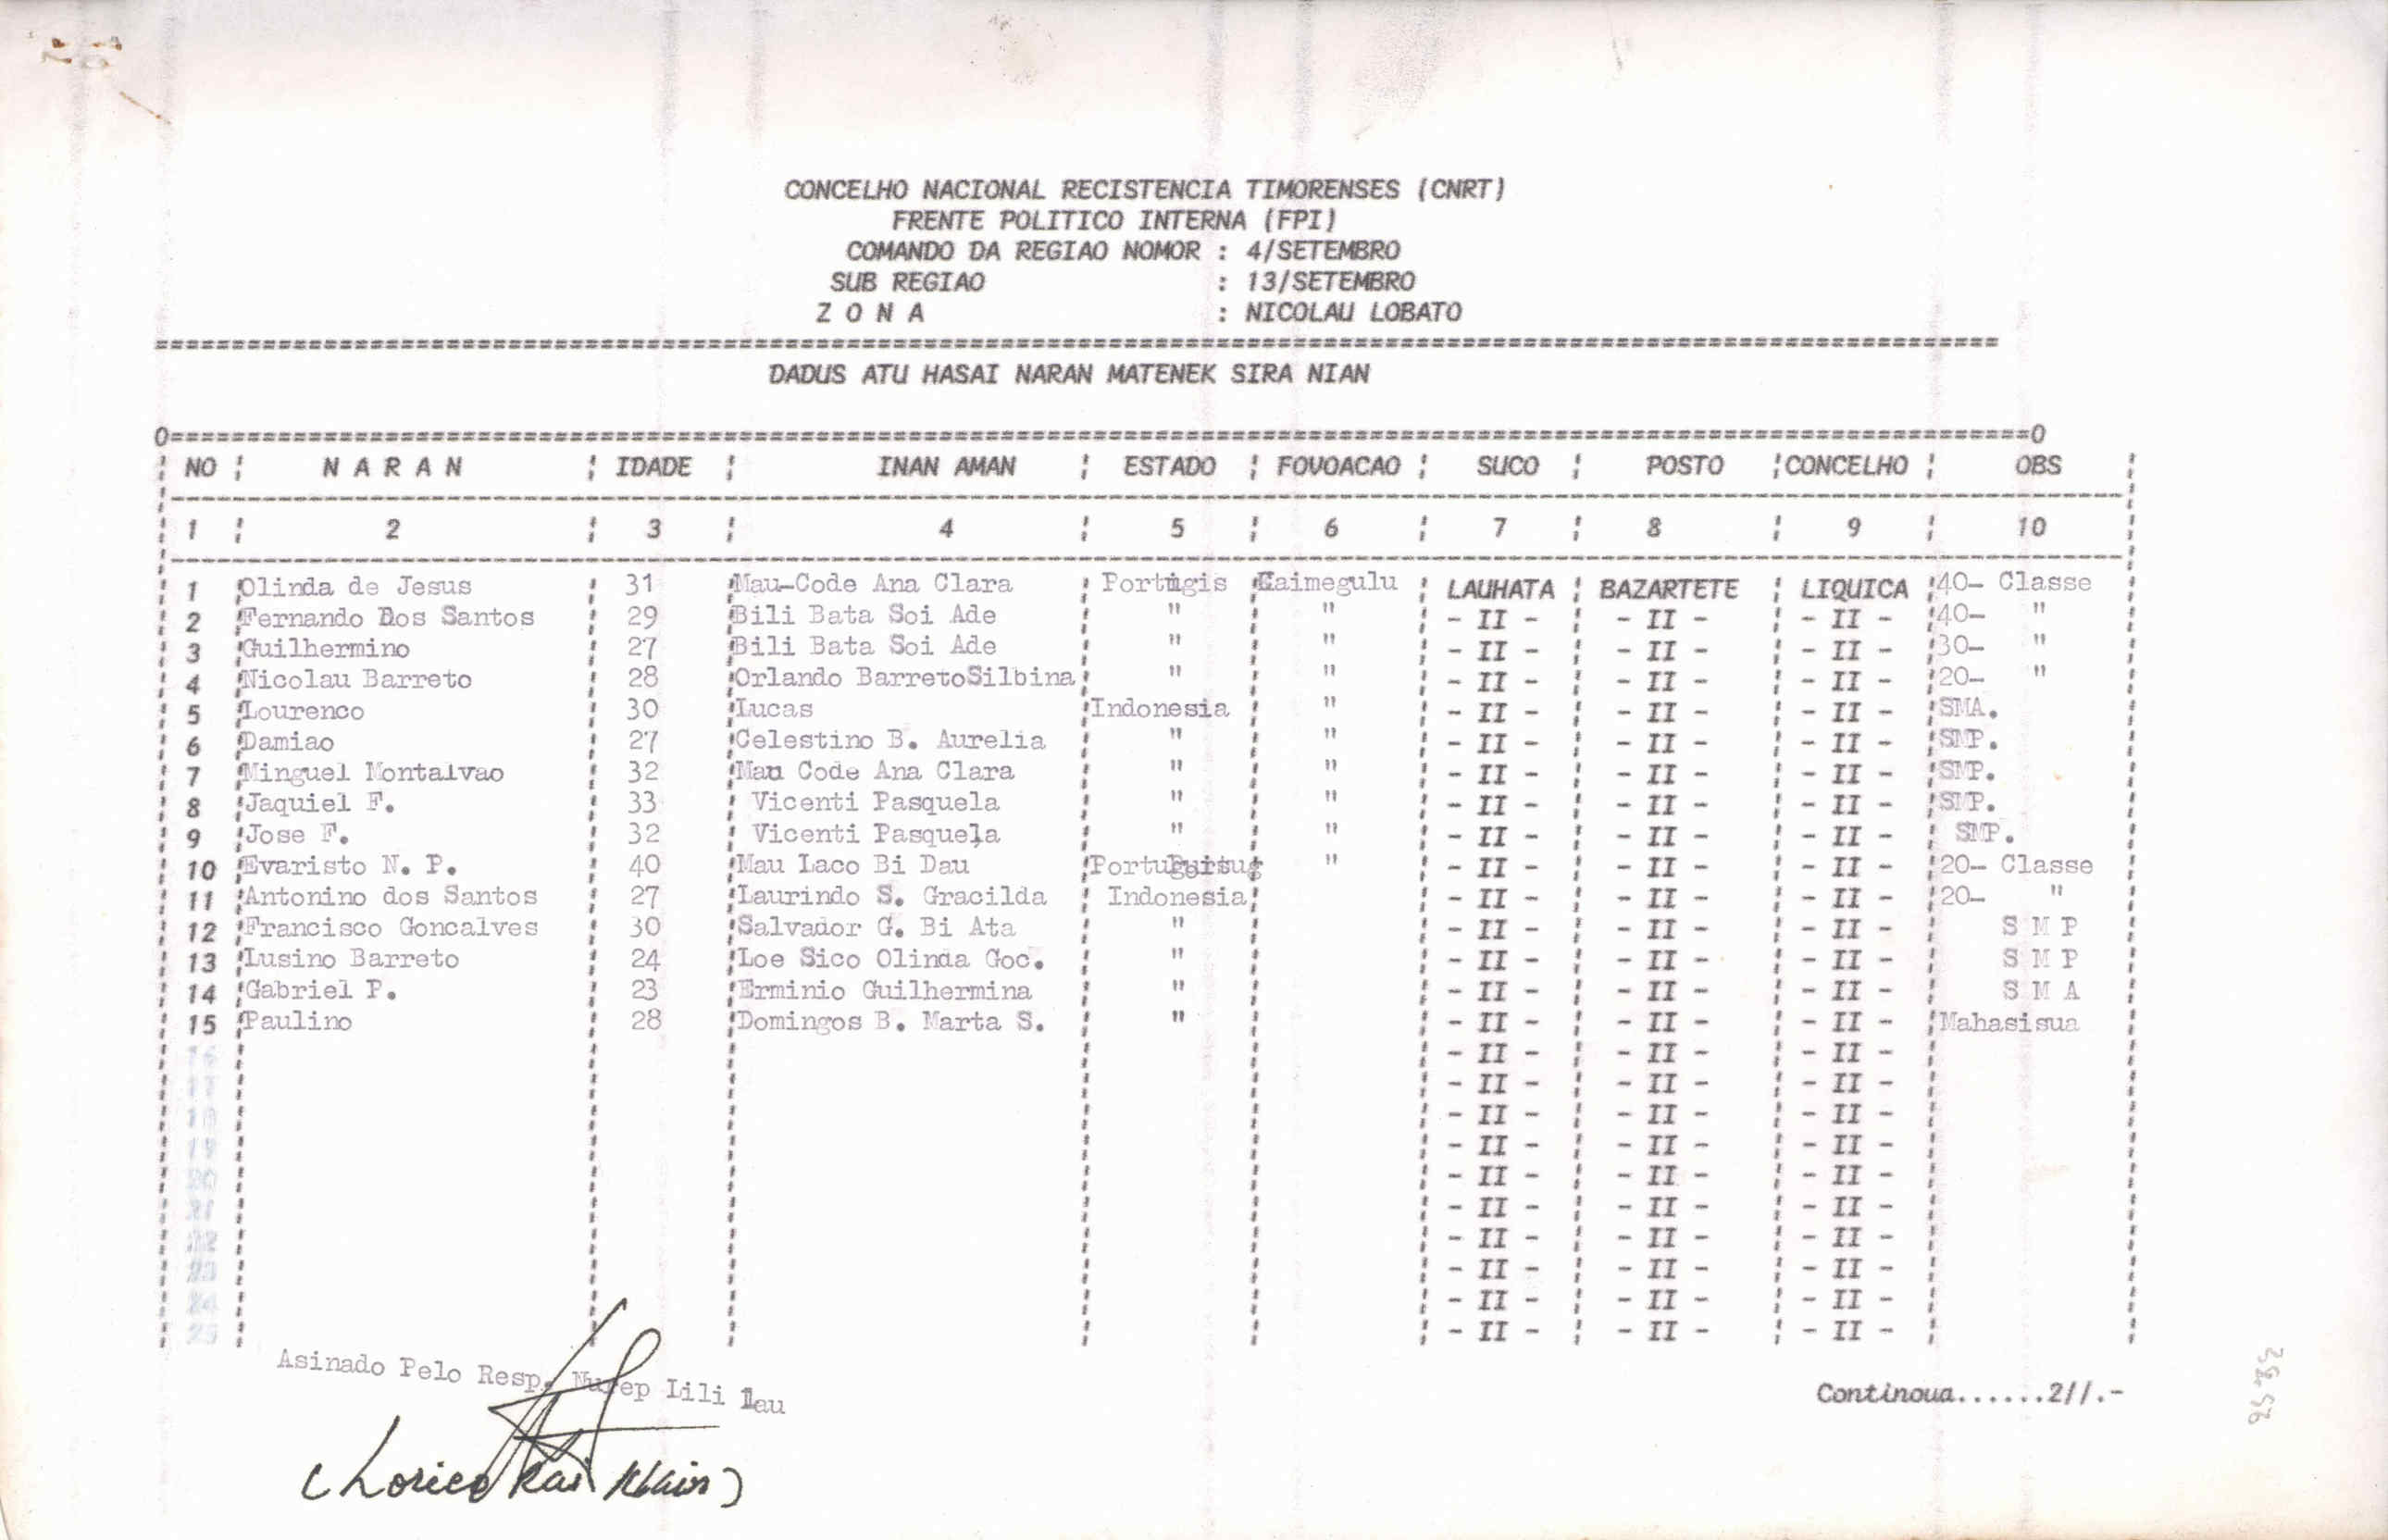 CONCELHO NACIONAL RECISTENCIA TIMORENSES (CNRT)
FRENTE POLITICO INTERNA (FPI)
COMANDO DA REGIAO NOMOR : 4/SETEMBRO
SUB REGIAO : 13/SETEMBRO
Z O N A : NICOLAU LOBATO
DADUS ATU HASAI NARAN MATENEK SIRA NIAN
NO N A R A N IDADE INAN AMAN ESTADO FOVOACAO SUCO POSTO CONCELHO OBS
1 2 3 4 5 6 7 8 9 10
1 Olinda de Jesus 31 Mau-Code Ana Clara Portugis Kaimegulu LAUHATA BAZARTETE LIQUICA 40- Classe
2 Fernando Dos Santos 29 Bili Bata Soi Ade " " - II - - II - - II - 40- "
3 Guilhermino 27 Bili Bata Soi Ade " " - II - - II - - II - 30- "
4 Nicolau Barreto 28 Orlando BarretoSilbina " " - II - - II - - II - 20- "
5 Lourenco 30 Lucas Indonesia " - II - - II - - II - SMA.
6 Damiao 27 Celestino B. Aurelia " " - II - - II - - II - SMP.
7 Minguel Montalvao 32 Mau Code Ana Clara " " - II - - II - - II - SMP.
8 Jaquiel F. 33 Vicenti Pasquela " " - II - - II - - II - SMP.
9 Jose F. 32 Vicenti Pasquela " " - II - - II - - II - SMP.
10 Evaristo N. P. 40 Mau Laco Bi Dau " - II - - II - - II - 20- Classe
11 Antonino dos Santos 27 Laurindo S. Gracilda Indonesia - II - - II - - II - 20- "
12 Francisco Goncalves 30 Salvador G. Bi Ata " - II - - II - - II - S M P
13 Lusino Barreto 24 Loe Sico Olinda Goc. " - II - - II - - II - S M P
14 Gabriel P. 23 Erminio Guilhermina " - II - - II - - II - S M A
15 Paulino 28 Domingos B. Marta S. " - II - - II - - II - Mahasisua
16 - II - - II - - II -
17 - II - - II - - II -
18 - II - - II - - II -
19 - II - - II - - II -
20 - II - - II - - II -
21 - II - - II - - II -
22 - II - - II - - II -
23 - II - - II - - II -
24 - II - - II - - II -
25 - II - - II - - II -
Asinado Pelo Resp. Nurep Lili Lau
Continoua......2//.-